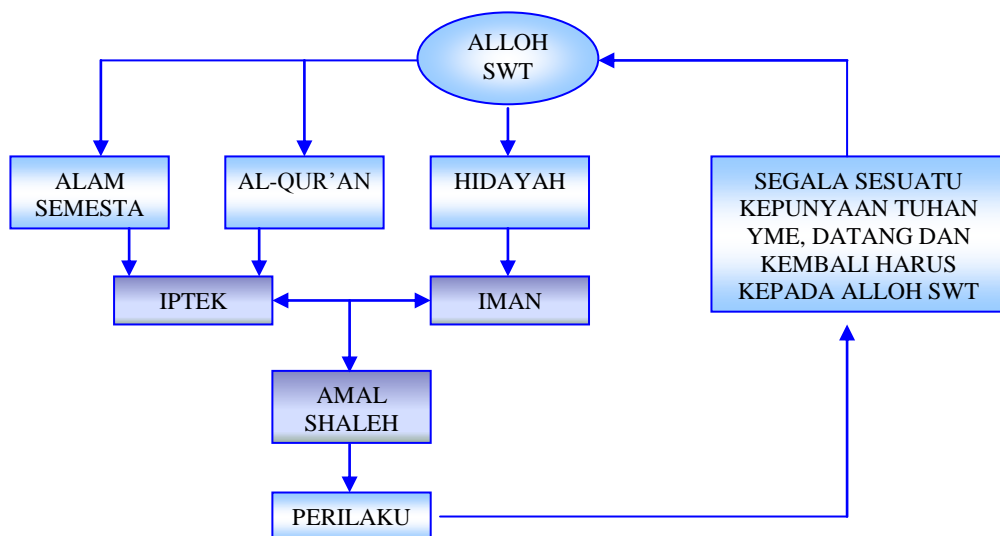 ALLOH
SWT
ALAM
SEMESTA
AL-QUR’AN
HIDAYAH
SEGALA SESUATU
KEPUNYAAN TUHAN
YME, DATANG DAN
KEMBALI HARUS
KEPADA ALLOH SWT
IPTEK
IMAN
AMAL
SHALEH
PERILAKU